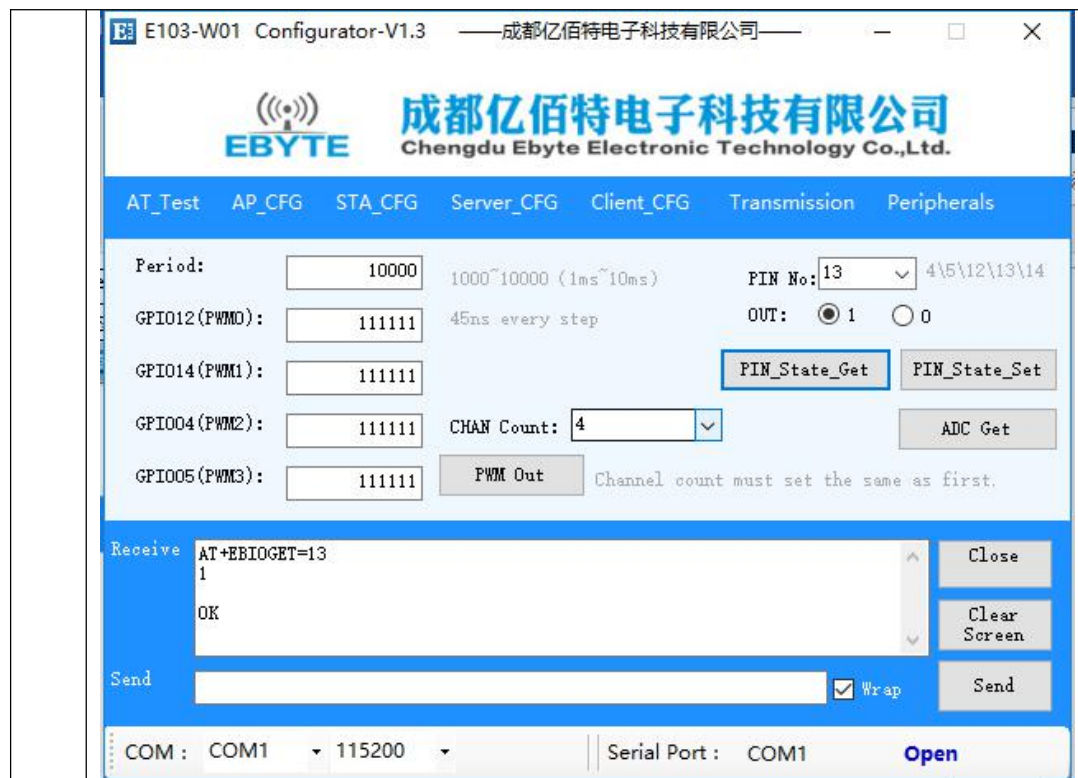 E103-W01 Configurator-V1.3 ——成都亿佰特电子科技有限公司——
EBYTE
成都亿佰特电子科技有限公司
Chengdu Ebyte Electronic Technology Co.,Ltd.
AT_Test AP_CFG STA_CFG Server_CFG Client_CFG Transmission Peripherals
Period: 10000 1000~10000 (1ms~10ms) PIN No: 13 4\5\12\13\14
GPIO12(PWM0): 111111 45ns every step OUT: 1 0
GPIO14(PWM1): 111111 PIN_State_Get PIN_State_Set
GPIO04(PWM2): 111111 CHAN Count: 4 ADC Get
GPIO05(PWM3): 111111 PWM Out Channel count must set the same as first.
Receive AT+EBIOGET=13 Close
1
OK Clear Screen
Send Wrap Send
COM : COM1 115200 Serial Port : COM1 Open